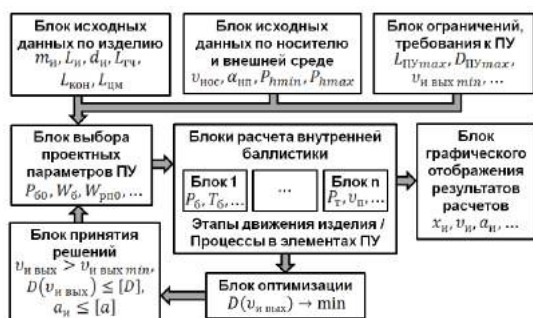 Блок исходных
данных по изделию
m_и, L_и, d_и, L_гч,
L_кон, L_цм
Блок исходных
данных по носителю
и внешней среде
υ_нос, α_нп, P_hmin, P_hmax
Блок ограничений,
требования к ПУ
L_ПУmax, D_ПУmax,
υ_и вых min, ...
Блок выбора
проектных
параметров ПУ
P_б0, W_б, W_рп0, ...
Блоки расчета внутренней
баллистики
Блок 1
P_б, T_б, ...
...
Блок n
P_т, υ_п, ...
Этапы движения изделия /
Процессы в элементах ПУ
Блок
графического
отображения
результатов
расчетов
x_и, υ_и, a_и, ...
Блок принятия
решений
υ_и вых > υ_и вых min,
D(υ_и вых) ≤ [D],
a_и ≤ [a]
Блок оптимизации
D(υ_и вых) → min